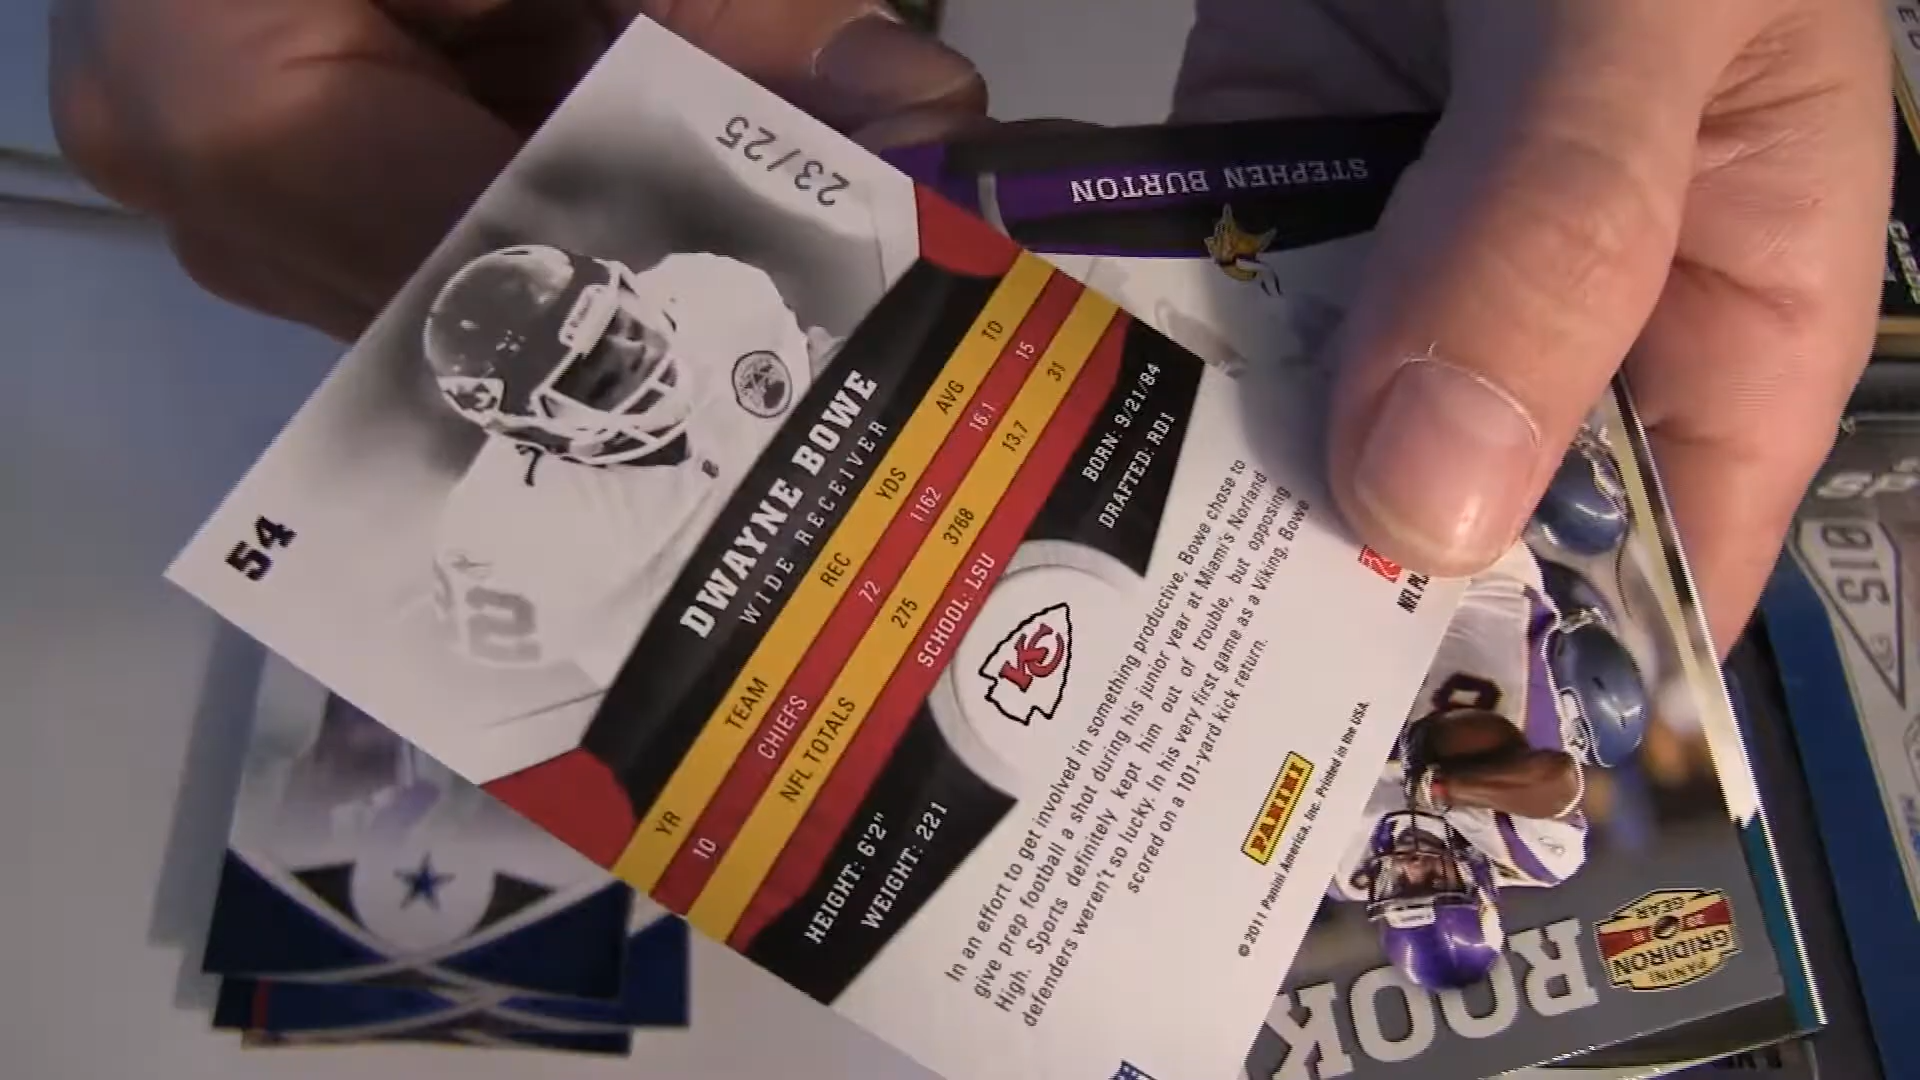 23/25
54
DWAYNE BOWE
WIDE RECEIVER
YR TEAM REC YDS AVG TD
10 CHIEFS 72 1162 16.1 15
NFL TOTALS 275 3768 13.7 31
SCHOOL: LSU
HEIGHT: 6'2" BORN: 9/21/84
WEIGHT: 221 DRAFTED: RD1
KC
In an effort to get involved in something productive, Bowe chose to
give prep football a shot during his junior year at Miami's Norland
High. Sports definitely kept him out of trouble, but opposing
defenders weren't so lucky. In his very first game as a Viking, Bowe
scored on a 101-yard kick return.
PANINI
© 2011 Panini America, Inc. Printed in the USA.
NFL PL
STEPHEN BURTON
ROOK
PANINI
GRIDIRON
GEAR